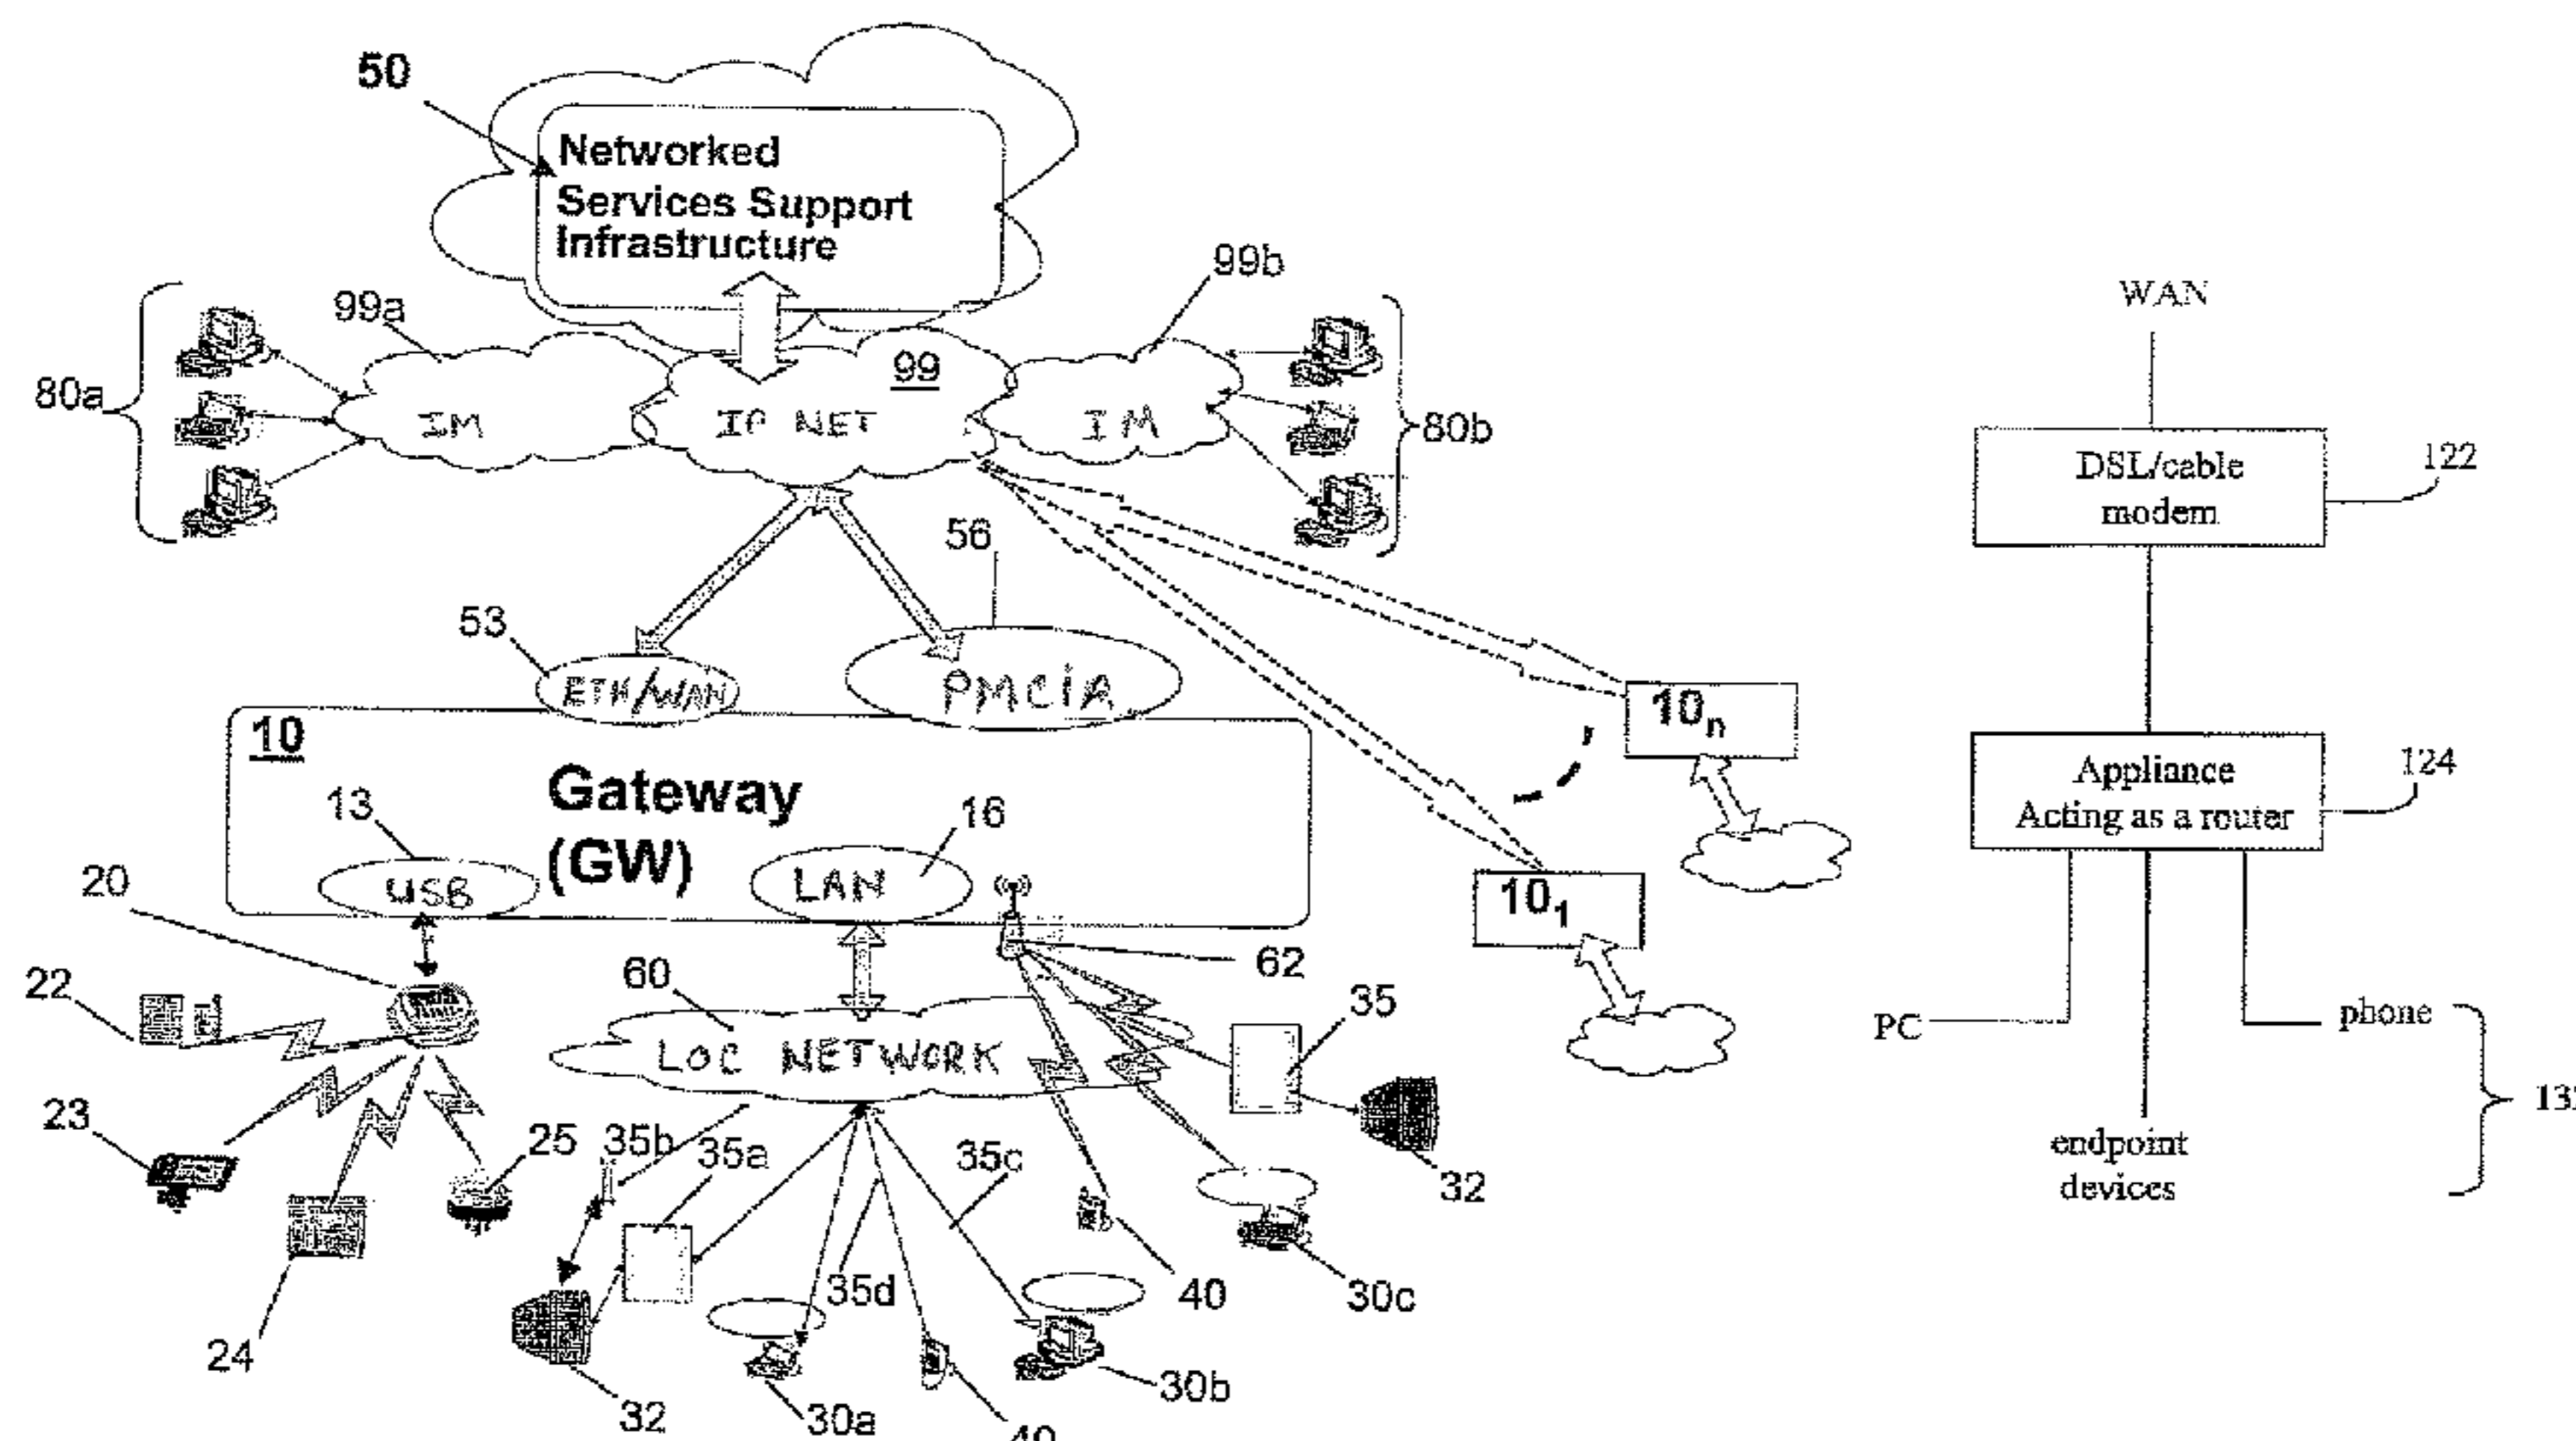 50
Networked
Services Support
Infrastructure
99a
99
99b
80a
IM
IP NET
IM
80b
53
56
ETH/WAN
PMCIA
10
Gateway
(GW)
13
16
USB
LAN
20
22
23
24
25
60
62
LOC NETWORK
35
32
35b
35a
35c
35d
40
30c
32
30a
40
30b
10n
101
WAN
DSL/cable
modem
122
Appliance
Acting as a router
124
PC
phone
endpoint
devices